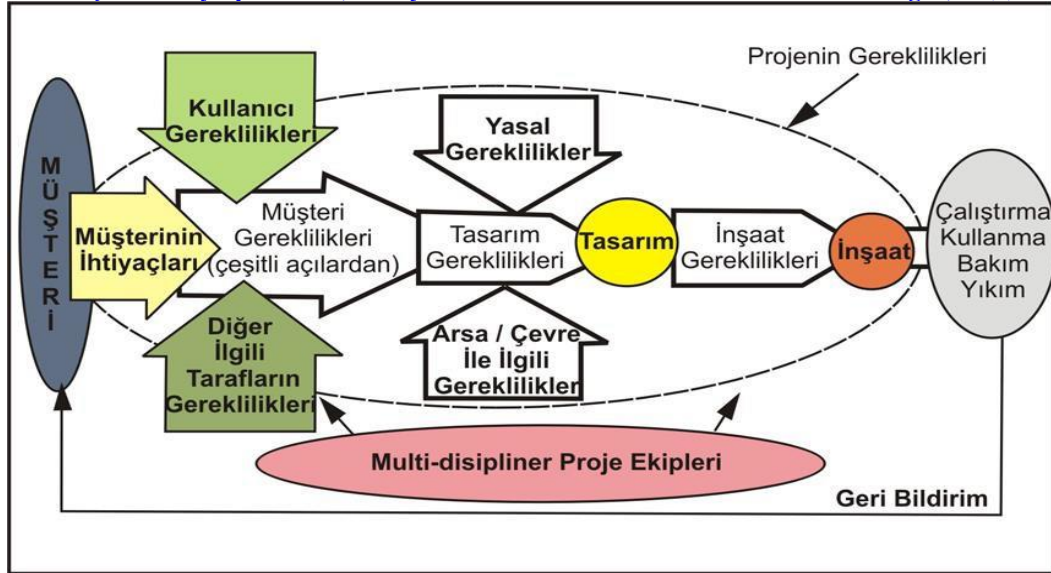 Projenin Gereklilikleri
Kullanıcı
Gereklilikleri
Yasal
Gereklilikler
MÜŞTERİ
Müşterinin
İhtiyaçları
Müşteri
Gereklilikleri
(çeşitli açılardan)
Tasarım
Gereklilikleri
Tasarım
İnşaat
Gereklilikleri
İnşaat
Çalıştırma
Kullanma
Bakım
Yıkım
Diğer
İlgili
Tarafların
Gereklilikleri
Arsa / Çevre
İle İlgili
Gereklilikler
Multi-disipliner Proje Ekipleri
Geri Bildirim